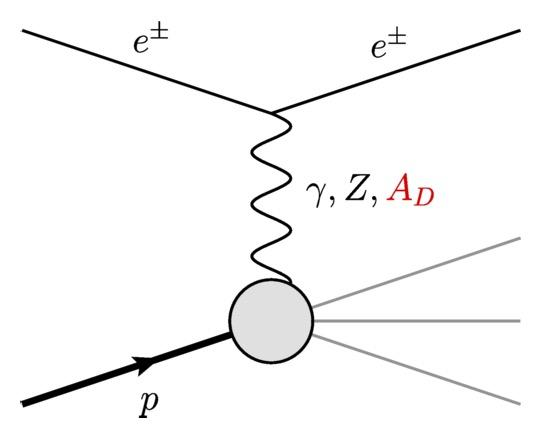 e± e±
γ, Z, A_D
p